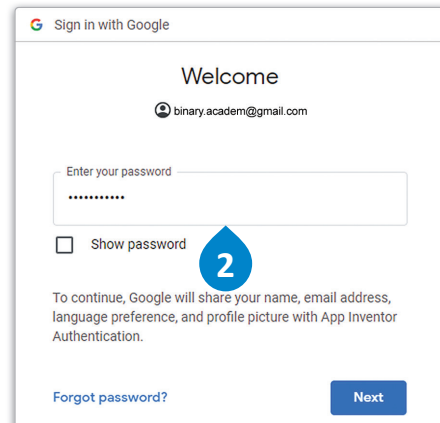 Sign in with Google
Welcome
binary.academ@gmail.com
Enter your password
•••••••••••
Show password
2
To continue, Google will share your name, email address,
language preference, and profile picture with App Inventor
Authentication.
Forgot password?
Next